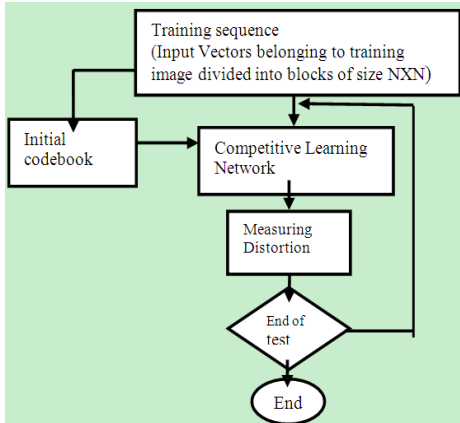 Training sequence
(Input Vectors belonging to training
image divided into blocks of size NXN)
Initial
codebook
Competitive Learning
Network
Measuring
Distortion
End of
test
End